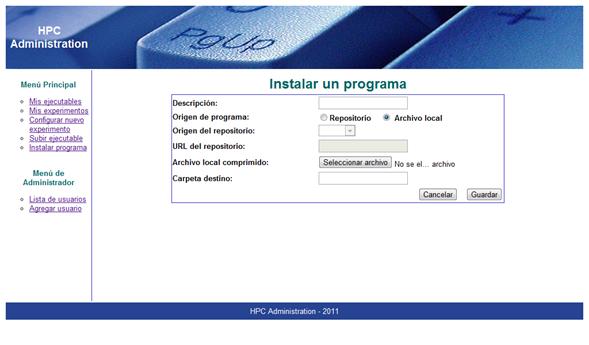 HPC
Administration
PgUp
Menú Principal
Mis ejecutables
Mis experimentos
Configurar nuevo
experimento
Subir ejecutable
Instalar programa
Menú de
Administrador
Lista de usuarios
Agregar usuario
Instalar un programa
Descripción:
Origen de programa: Repositorio Archivo local
Origen del repositorio:
URL del repositorio:
Archivo local comprimido: Seleccionar archivo No se el... archivo
Carpeta destino:
Cancelar Guardar
HPC Administration - 2011